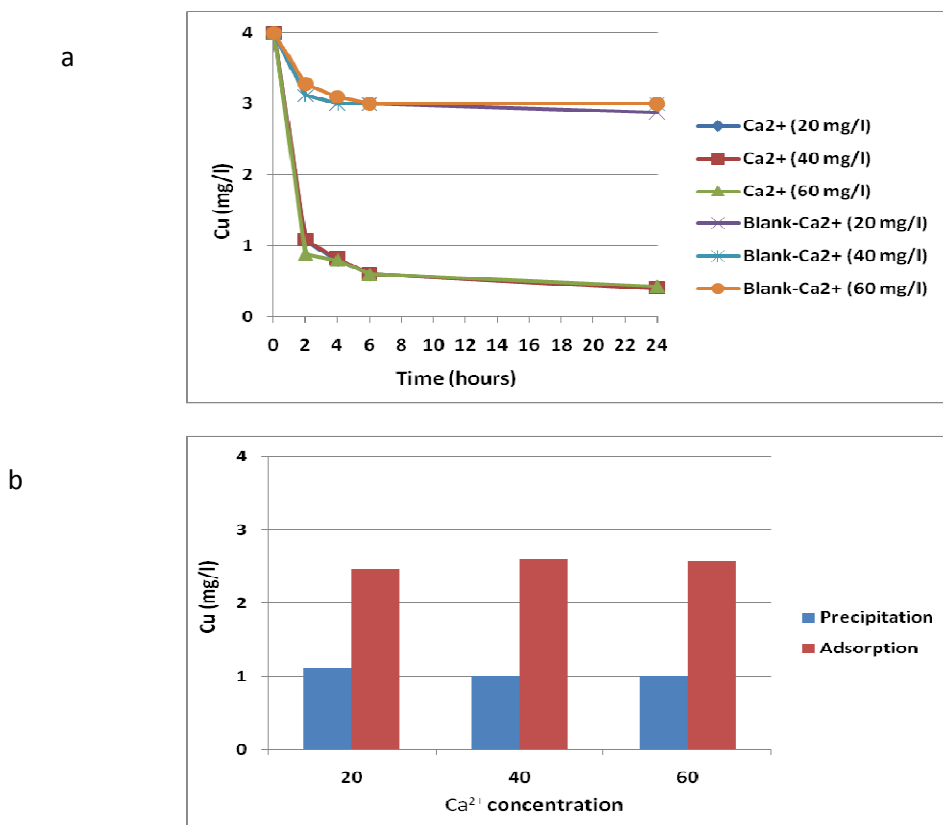 a
4
3
2
1
0
Cu (mg/l)
0 2 4 6 8 10 12 14 16 18 20 22 24
Time (hours)
Ca2+ (20 mg/l)
Ca2+ (40 mg/l)
Ca2+ (60 mg/l)
Blank-Ca2+ (20 mg/l)
Blank-Ca2+ (40 mg/l)
Blank-Ca2+ (60 mg/l)
b
4
3
2
1
0
Cu (mg/l)
20 40 60
Ca²⁺ concentration
Precipitation
Adsorption